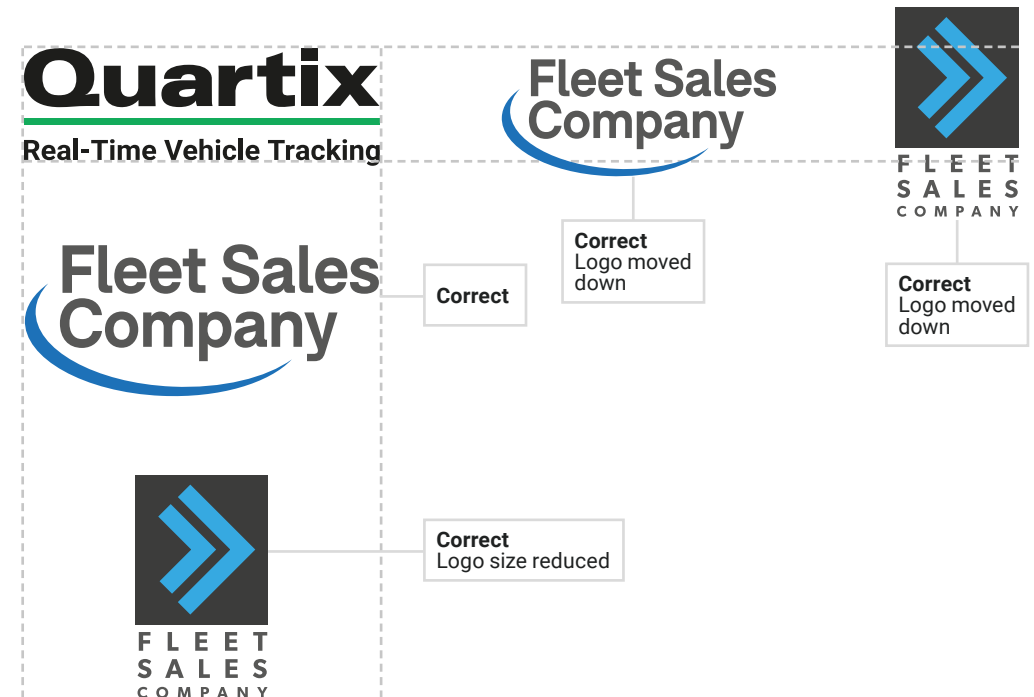 Quartix
Real-Time Vehicle Tracking
Fleet Sales
Company
FLEET
SALES
COMPANY
Correct
Logo moved
down
Correct
Logo moved
down
Fleet Sales
Company
Correct
FLEET
SALES
COMPANY
Correct
Logo size reduced